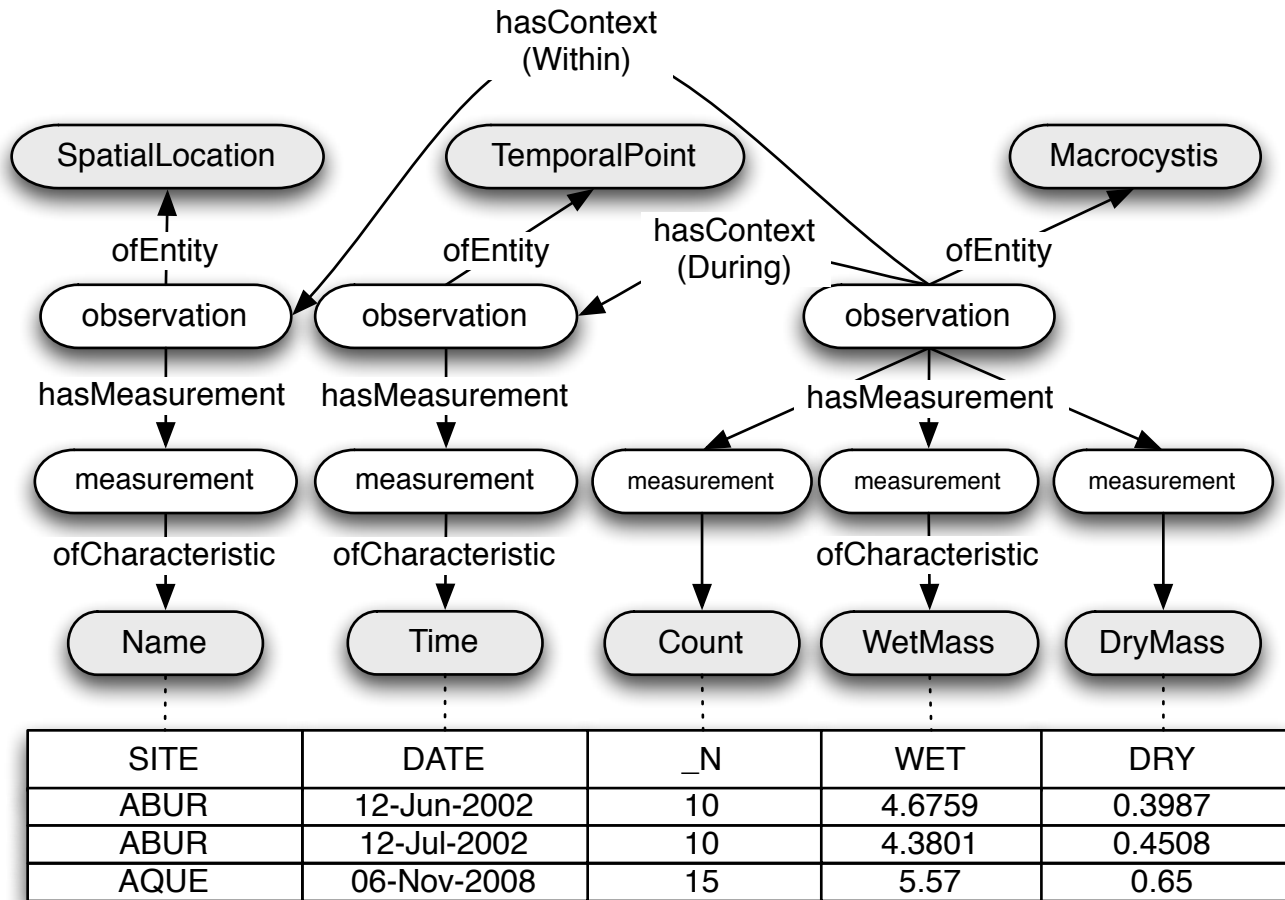 hasContext
(Within)
SpatialLocation
TemporalPoint
Macrocystis
ofEntity
ofEntity
hasContext
(During)
ofEntity
observation
observation
observation
hasMeasurement
hasMeasurement
hasMeasurement
measurement
measurement
measurement
measurement
measurement
ofCharacteristic
ofCharacteristic
ofCharacteristic
Name
Time
Count
WetMass
DryMass
SITE DATE _N WET DRY
ABUR 12-Jun-2002 10 4.6759 0.3987
ABUR 12-Jul-2002 10 4.3801 0.4508
AQUE 06-Nov-2008 15 5.57 0.65